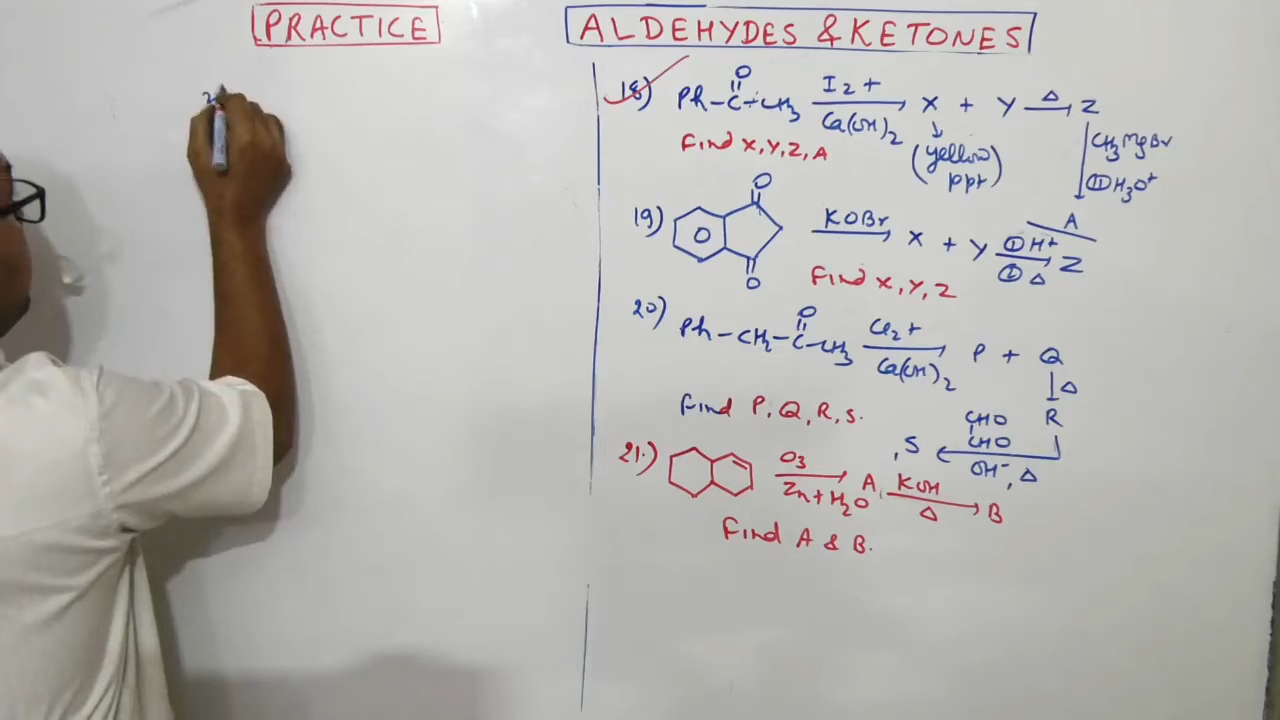 PRACTICE
ALDEHYDES & KETONES
2
18) Ph-C-CH3 I2 + Ca(OH)2 X + Y Δ Z
O
Find X, Y, Z, A
(yellow ppt)
CH3MgBr
II H3O+
A
19) O O O KOBr X + Y ① H+ ② Δ Z
Find X, Y, Z
20) Ph-CH2-C-CH3 Cl2 + Ca(OH)2 P + Q
O
Δ
Find P, Q, R, S.
R
CHO
CHO
OH-, Δ
S
21.) O3 Zn + H2O A KOH Δ B
Find A & B.